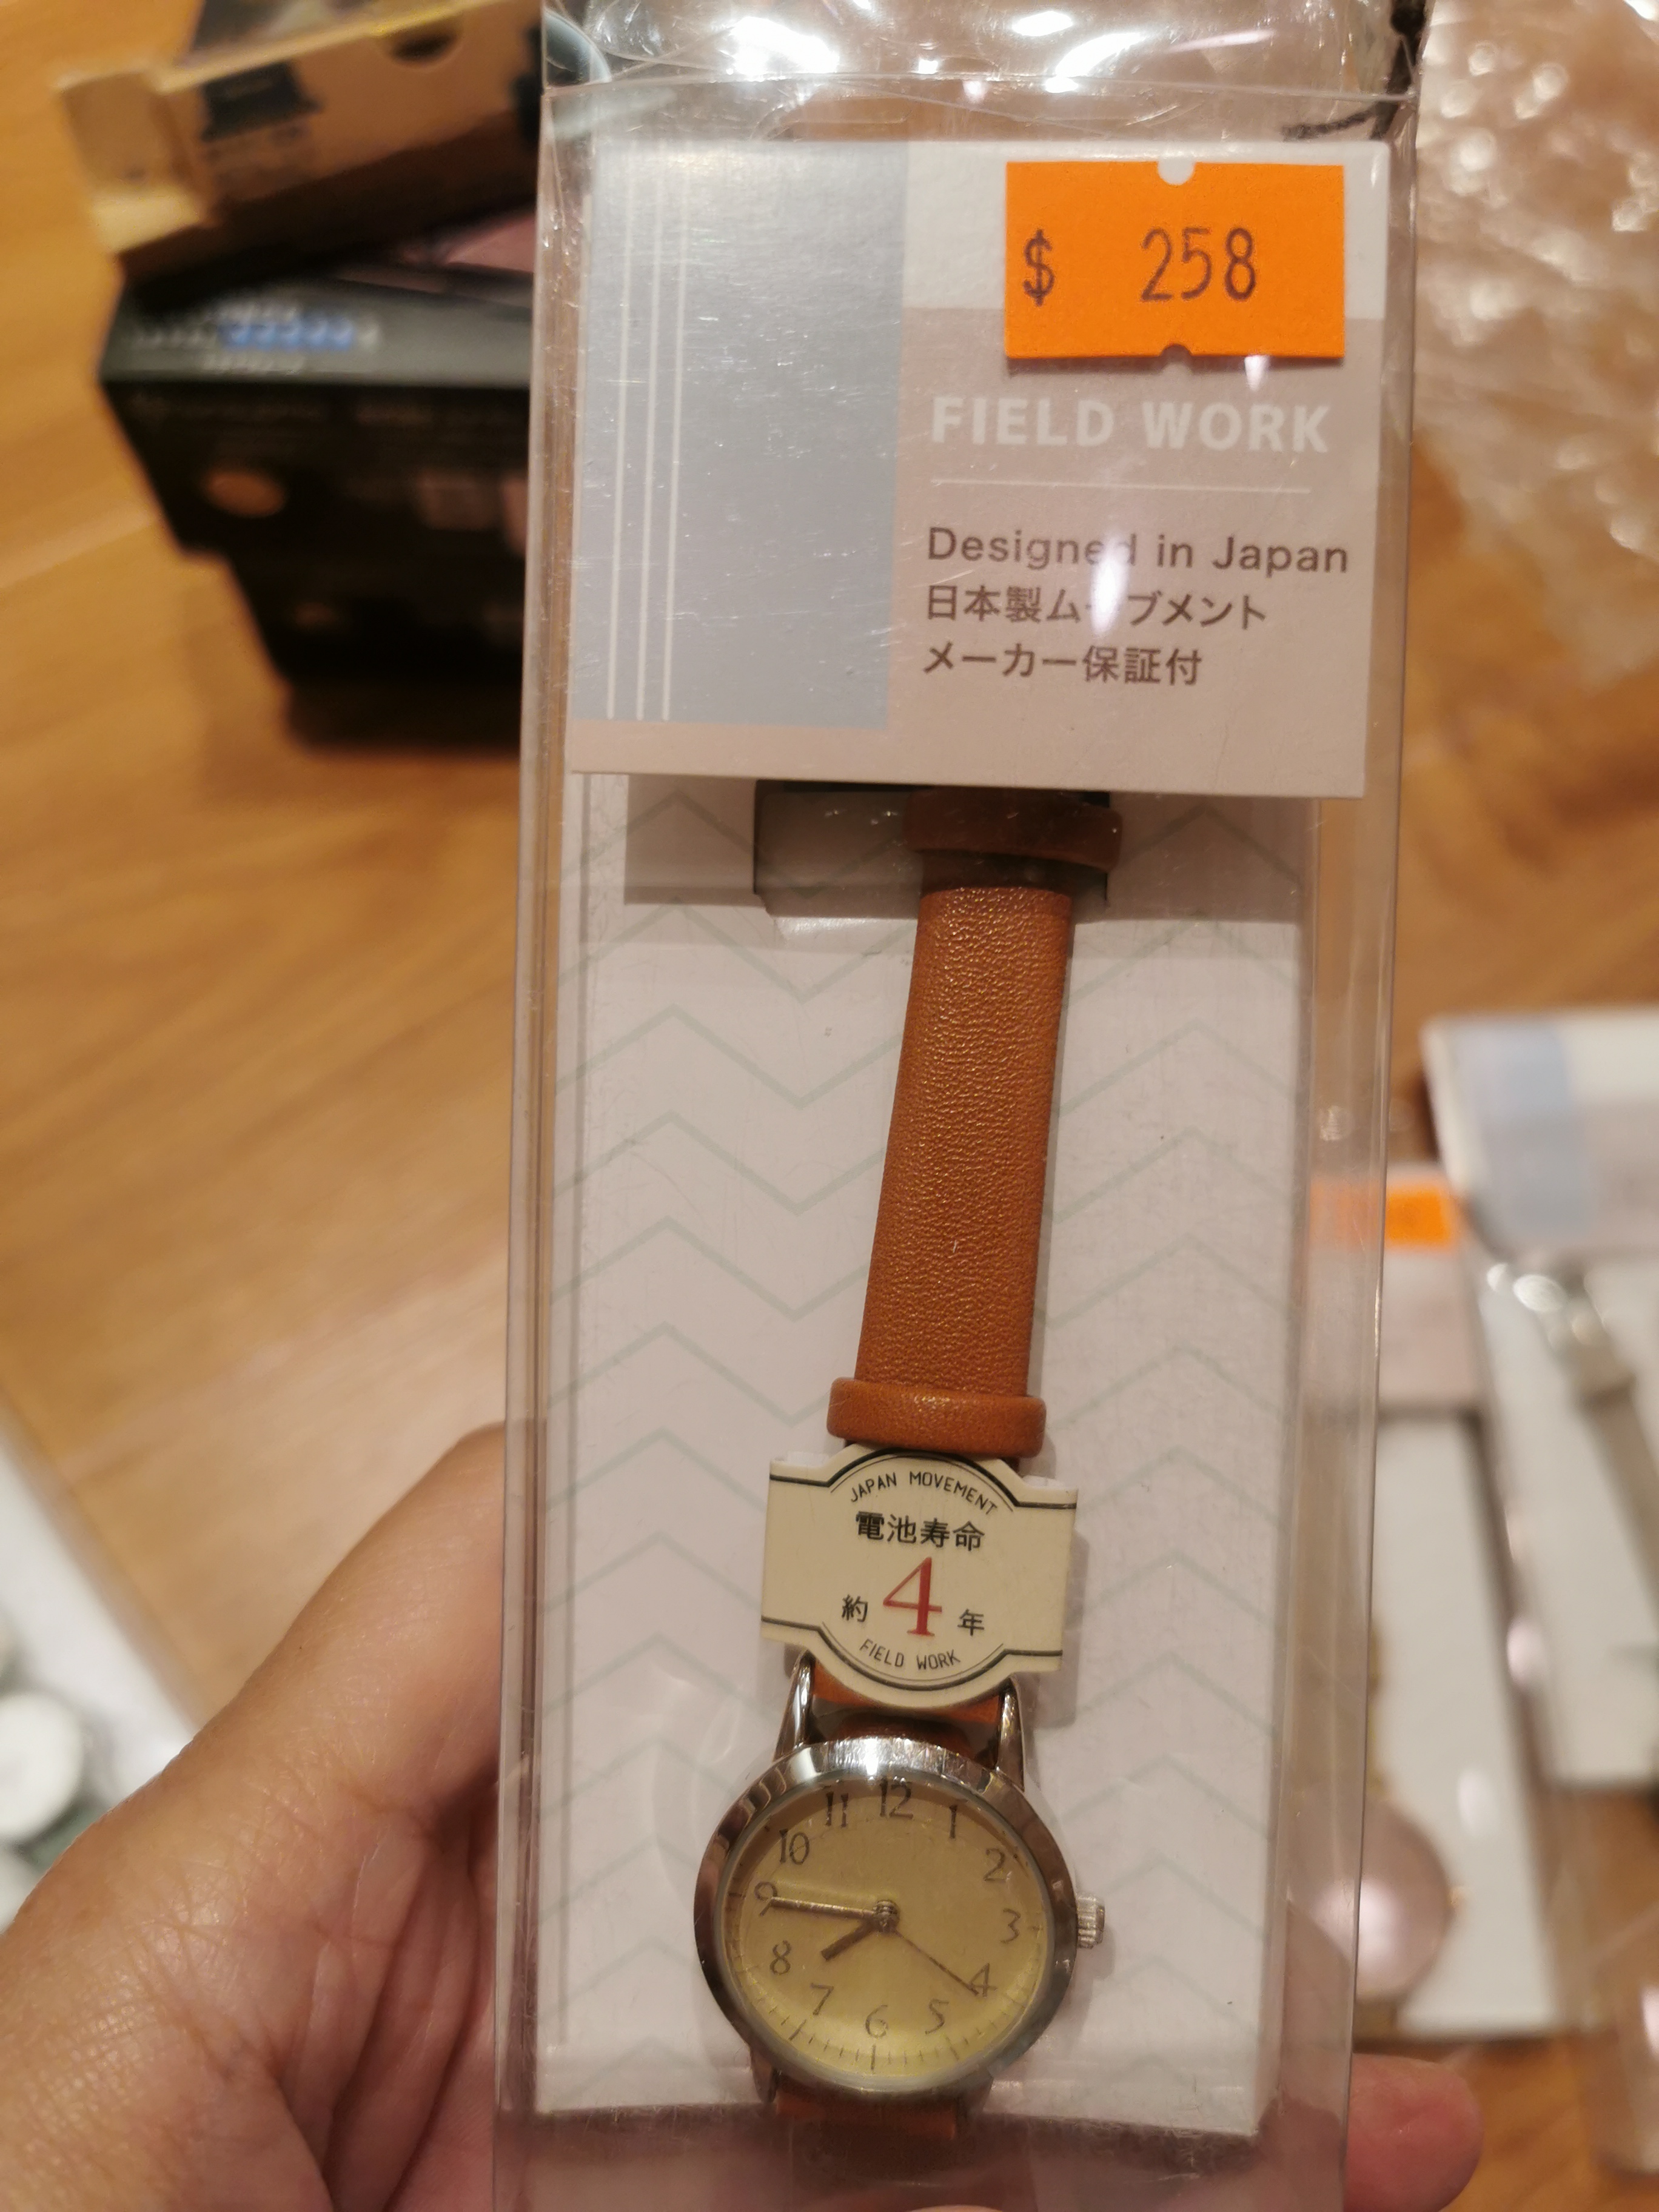 $ 258
FIELD WORK
Designed in Japan
日本製ムーブメント
メーカー保証付
JAPAN MOVEMENT
電池寿命
約 4 年
FIELD WORK
12
11 1
10 2
9 3
8 4
7 5
6